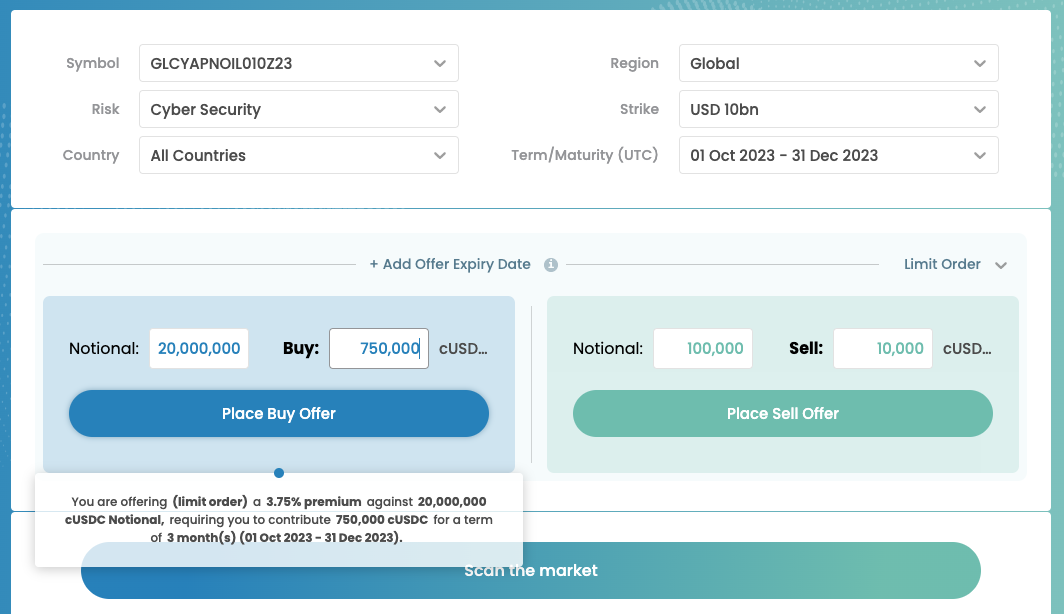 Symbol GLCYAPNOIL010Z23 Region Global
Risk Cyber Security Strike USD 10bn
Country All Countries Term/Maturity (UTC) 01 Oct 2023 - 31 Dec 2023
+ Add Offer Expiry Date i Limit Order
Notional: 20,000,000 Buy: 750,000 cUSD... Notional: 100,000 Sell: 10,000 cUSD...
Place Buy Offer Place Sell Offer
You are offering (limit order) a 3.75% premium against 20,000,000
cUSDC Notional, requiring you to contribute 750,000 cUSDC for a term
of 3 month(s) (01 Oct 2023 - 31 Dec 2023).
Scan the market